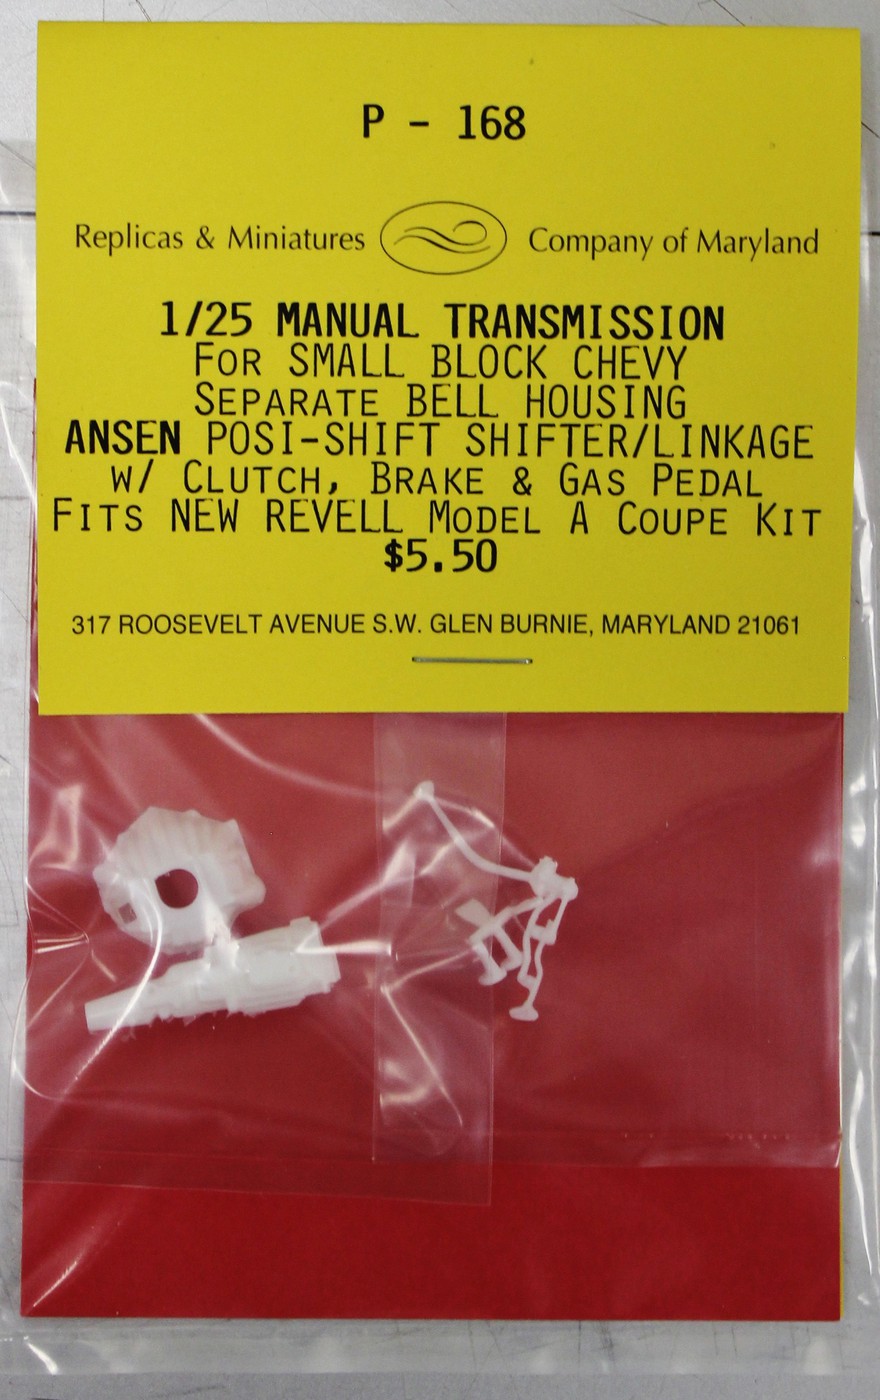 P - 168
Replicas & Miniatures Company of Maryland
1/25 MANUAL TRANSMISSION
FOR SMALL BLOCK CHEVY
SEPARATE BELL HOUSING
ANSEN POSI-SHIFT SHIFTER/LINKAGE
W/ CLUTCH, BRAKE & GAS PEDAL
FITS NEW REVELL MODEL A COUPE KIT
$5.50
317 ROOSEVELT AVENUE S.W. GLEN BURNIE, MARYLAND 21061